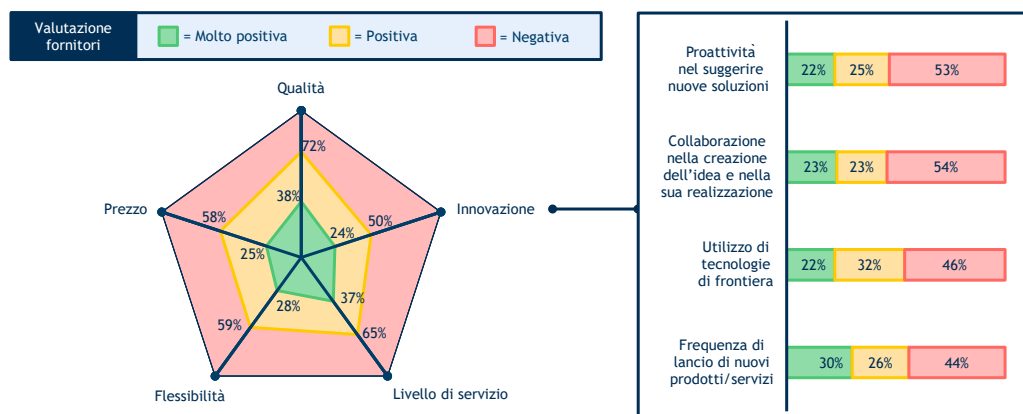 Valutazione
fornitori
= Molto positiva
= Positiva
= Negativa
Qualità
72%
38%
Prezzo
58%
25%
24%
50%
Innovazione
28%
37%
59%
65%
Flessibilità
Livello di servizio
Proattività
nel suggerire
nuove soluzioni
22%
25%
53%
Collaborazione
nella creazione
dell'idea e nella
sua realizzazione
23%
23%
54%
Utilizzo di
tecnologie
di frontiera
22%
32%
46%
Frequenza di
lancio di nuovi
prodotti/servizi
30%
26%
44%